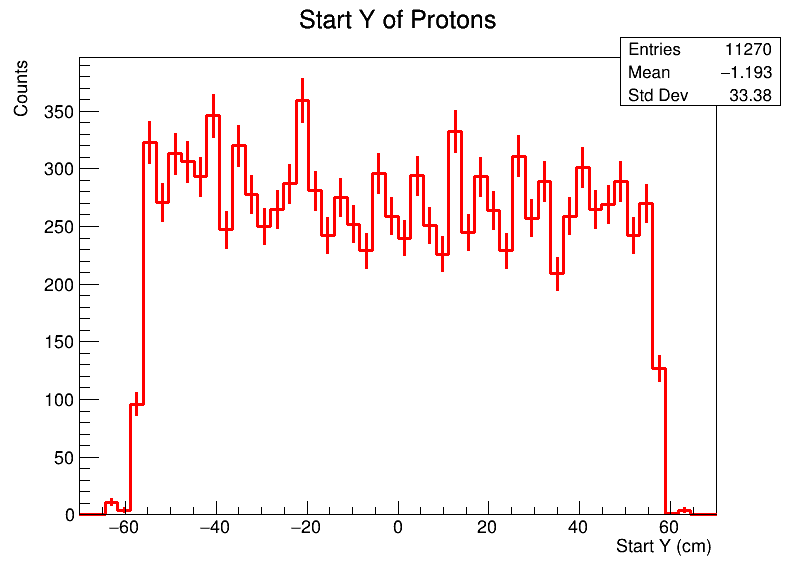 Start Y of Protons
Entries 11270
Mean −1.193
Std Dev 33.38
Counts
350
300
250
200
150
100
50
0
−60 −40 −20 0 20 40 60
Start Y (cm)